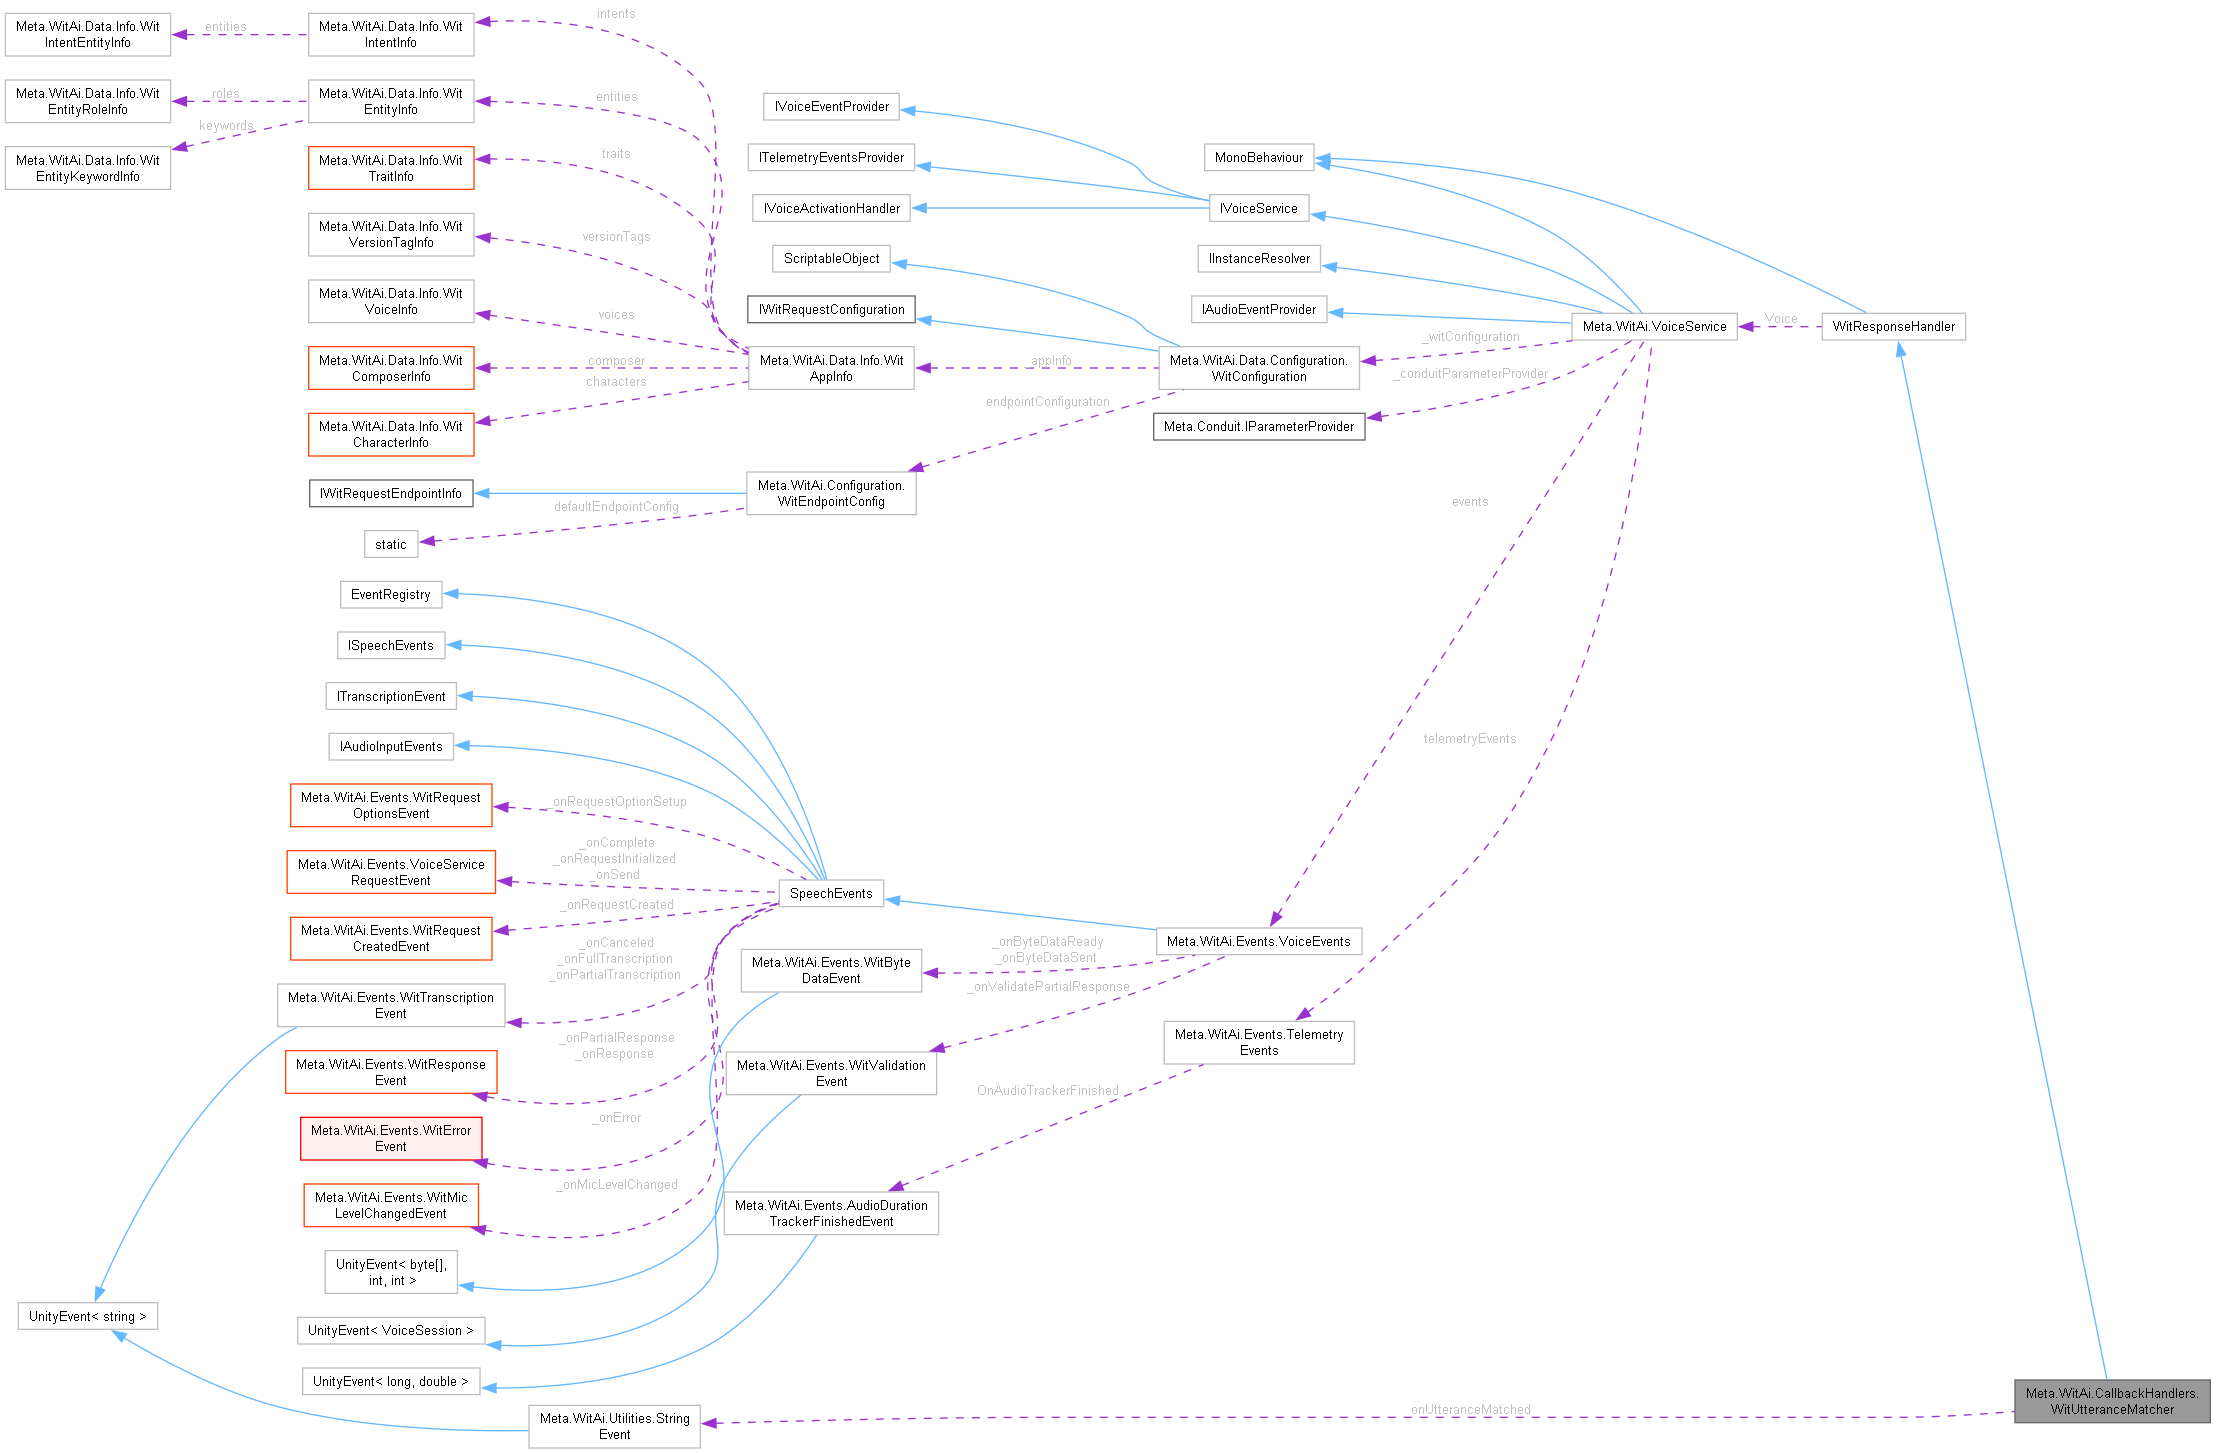 Meta.WitAi.Data.Info.Wit
IntentEntityInfo
entities
Meta.WitAi.Data.Info.Wit
IntentInfo
intents
Meta.WitAi.Data.Info.Wit
EntityRoleInfo
roles
Meta.WitAi.Data.Info.Wit
EntityInfo
entities
keywords
Meta.WitAi.Data.Info.Wit
EntityKeywordInfo
Meta.WitAi.Data.Info.Wit
TraitInfo
traits
Meta.WitAi.Data.Info.Wit
VersionTagInfo
versionTags
Meta.WitAi.Data.Info.Wit
VoiceInfo
voices
Meta.WitAi.Data.Info.Wit
ComposerInfo
composer
characters
Meta.WitAi.Data.Info.Wit
CharacterInfo
IVoiceEventProvider
ITelemetryEventsProvider
IVoiceActivationHandler
ScriptableObject
IWitRequestConfiguration
Meta.WitAi.Data.Info.Wit
AppInfo
_appInfo
endpointConfiguration
MonoBehaviour
IVoiceService
IInstanceResolver
IAudioEventProvider
Meta.WitAi.Data.Configuration.
WitConfiguration
Meta.Conduit.IParameterProvider
_witConfiguration
_conduitParameterProvider
Meta.WitAi.VoiceService
Voice
WitResponseHandler
IWitRequestEndpointInfo
Meta.WitAi.Configuration.
WitEndpointConfig
defaultEndpointConfig
static
events
telemetryEvents
EventRegistry
ISpeechEvents
ITranscriptionEvent
IAudioInputEvents
Meta.WitAi.Events.WitRequest
OptionsEvent
_onRequestOptionSetup
Meta.WitAi.Events.VoiceService
RequestEvent
_onComplete
_onRequestInitialized
_onSend
Meta.WitAi.Events.WitRequest
CreatedEvent
_onRequestCreated
SpeechEvents
Meta.WitAi.Events.WitTranscription
Event
_onCanceled
_onFullTranscription
_onPartialTranscription
Meta.WitAi.Events.WitByte
DataEvent
_onByteDataReady
_onByteDataSent
_onValidatePartialResponse
Meta.WitAi.Events.VoiceEvents
Meta.WitAi.Events.WitResponse
Event
_onPartialResponse
_onResponse
Meta.WitAi.Events.WitValidation
Event
Meta.WitAi.Events.Telemetry
Events
OnAudioTrackerFinished
Meta.WitAi.Events.WitError
Event
_onError
Meta.WitAi.Events.WitMic
LevelChangedEvent
_onMicLevelChanged
Meta.WitAi.Events.AudioDuration
TrackerFinishedEvent
UnityEvent< byte[],
int, int >
UnityEvent< string >
UnityEvent< VoiceSession >
UnityEvent< long, double >
Meta.WitAi.Utilities.String
Event
onUtteranceMatched
Meta.WitAi.CallbackHandlers.
WitUtteranceMatcher